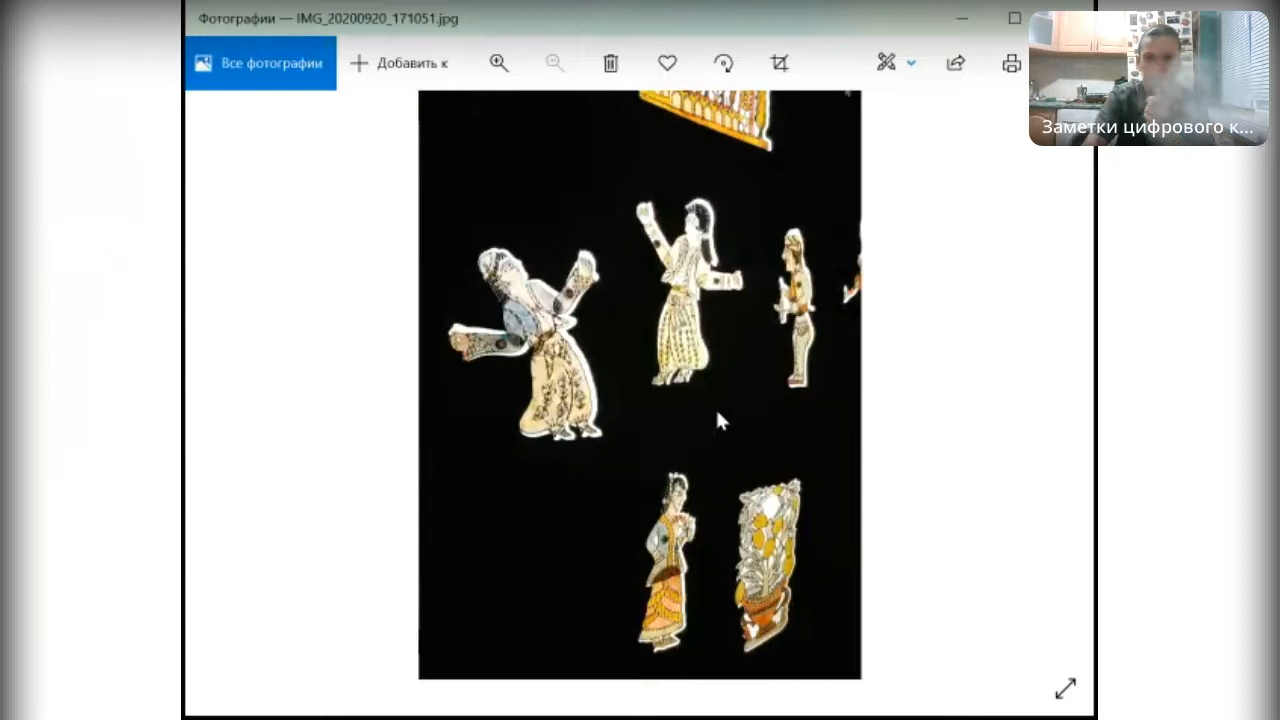 Фотографии — IMG_20200920_171051.jpg
Все фотографии
Добавить к
Заметки цифрового к...